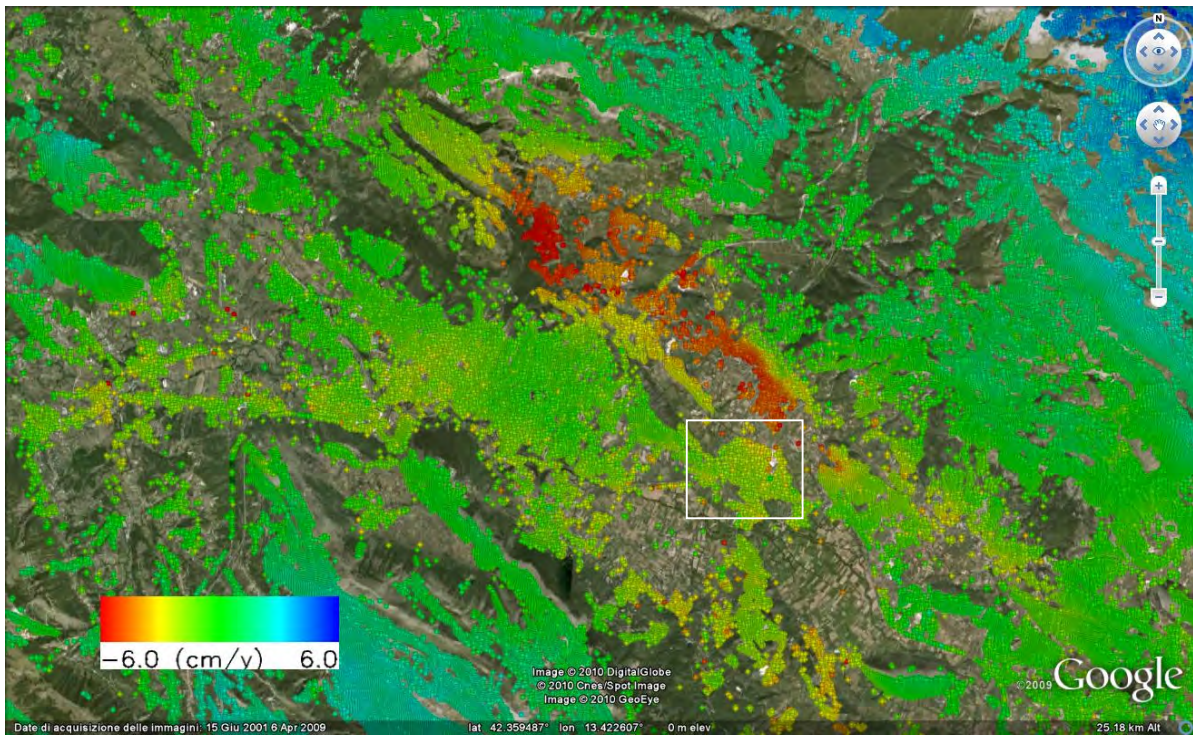 N
−6.0 (cm/y) 6.0
Image © 2010 DigitalGlobe
© 2010 Cnes/Spot Image
Image © 2010 GeoEye
©2009 Google
Date di acquisizione delle immagini: 15 Giu 2001 6 Apr 2009 lat 42.359487° lon 13.422607° 0 m elev 25.18 km Alt